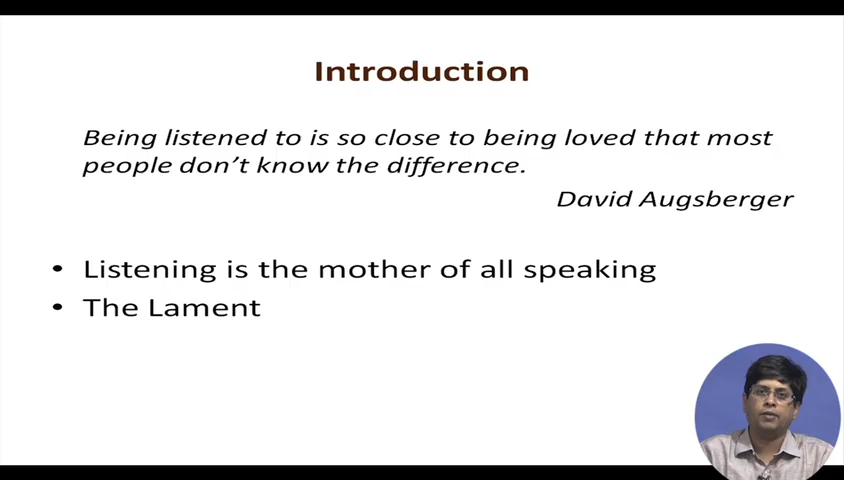 Introduction
Being listened to is so close to being loved that most
people don't know the difference.
David Augsberger
• Listening is the mother of all speaking
• The Lament